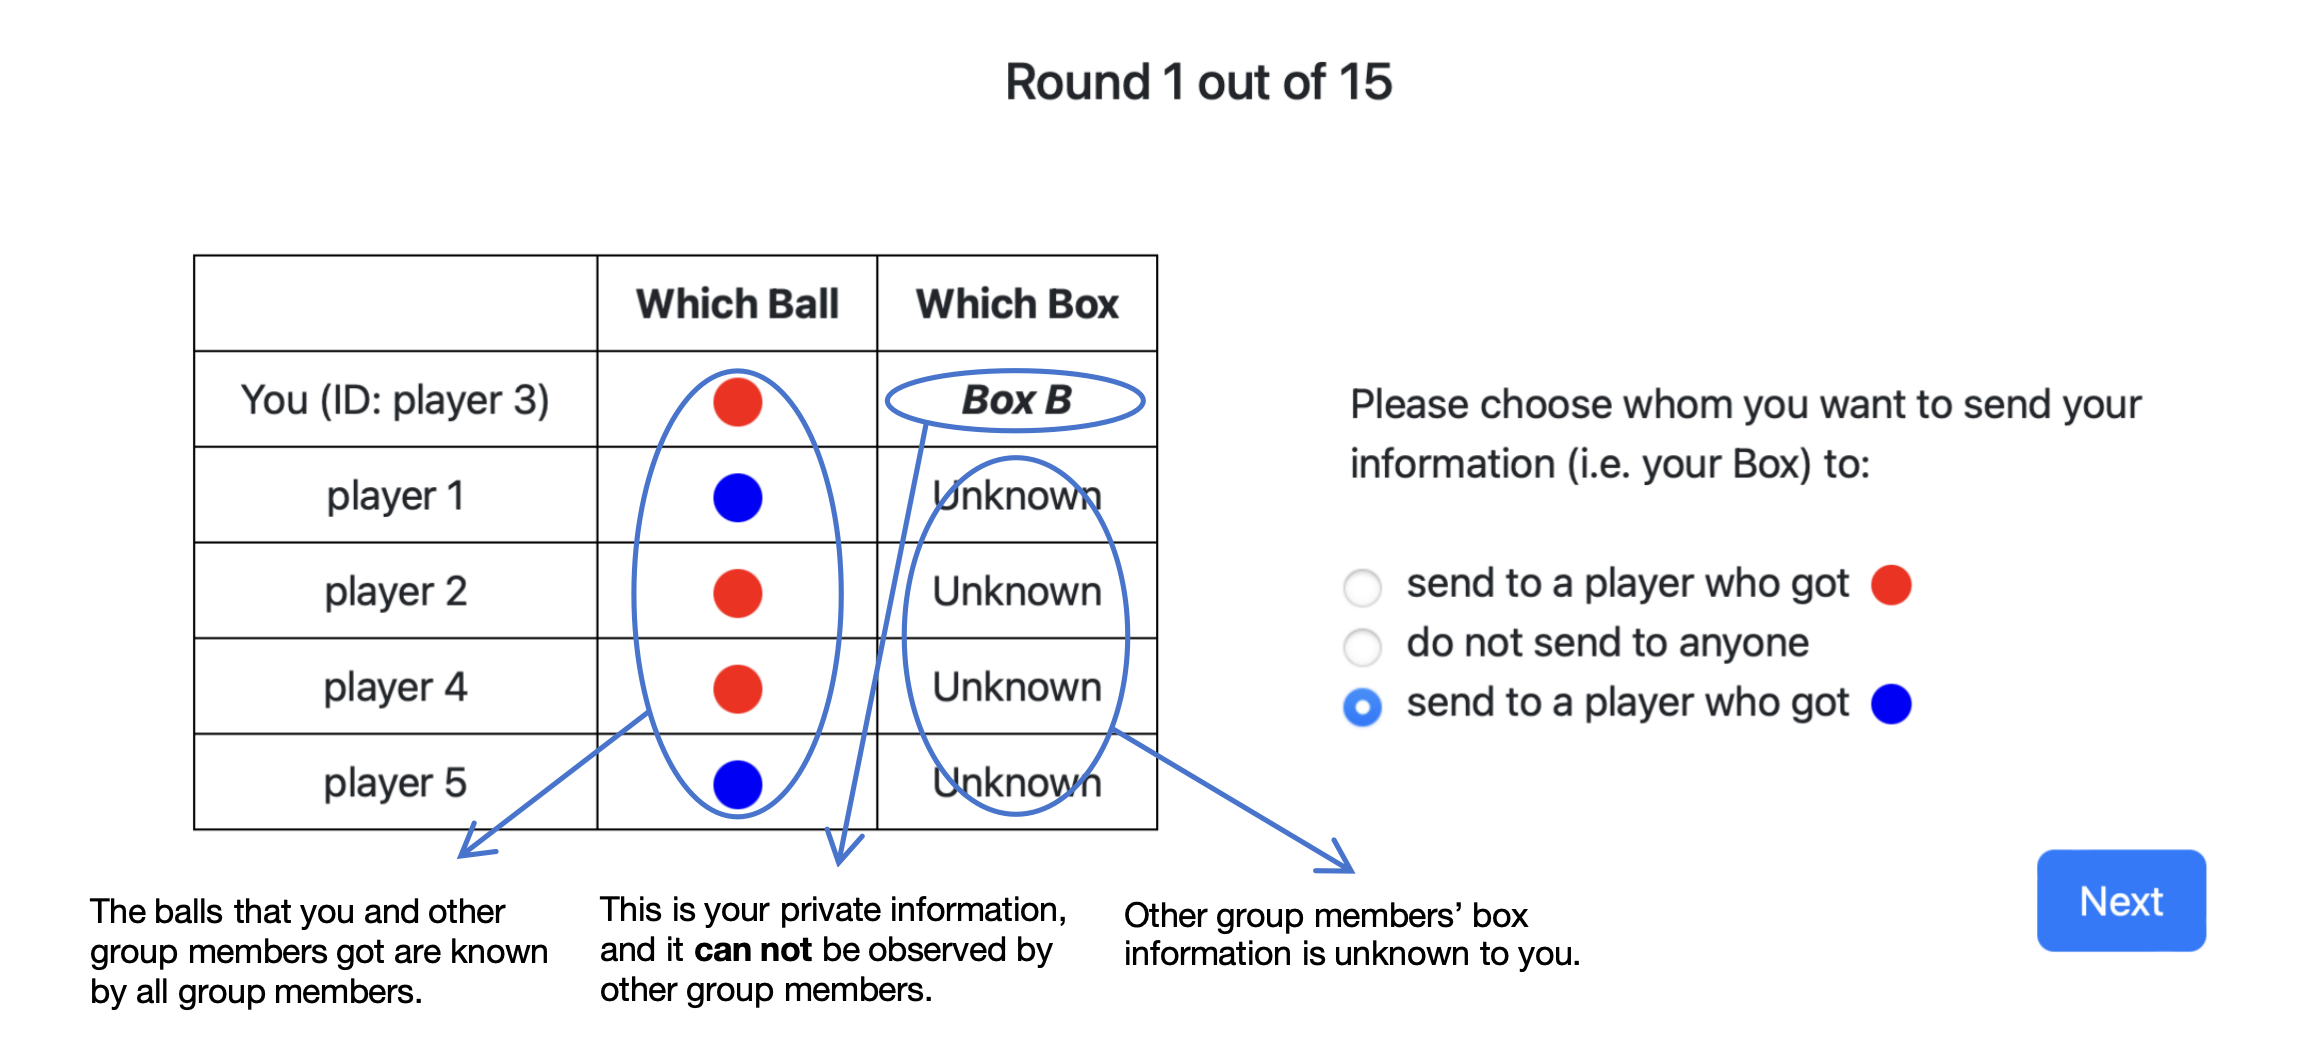 Round 1 out of 15
Which Ball Which Box
You (ID: player 3) Box B
player 1 Unknown
player 2 Unknown
player 4 Unknown
player 5 Unknown
Please choose whom you want to send your
information (i.e. your Box) to:
send to a player who got
do not send to anyone
send to a player who got
Next
The balls that you and other
group members got are known
by all group members.
This is your private information,
and it can not be observed by
other group members.
Other group members’ box
information is unknown to you.